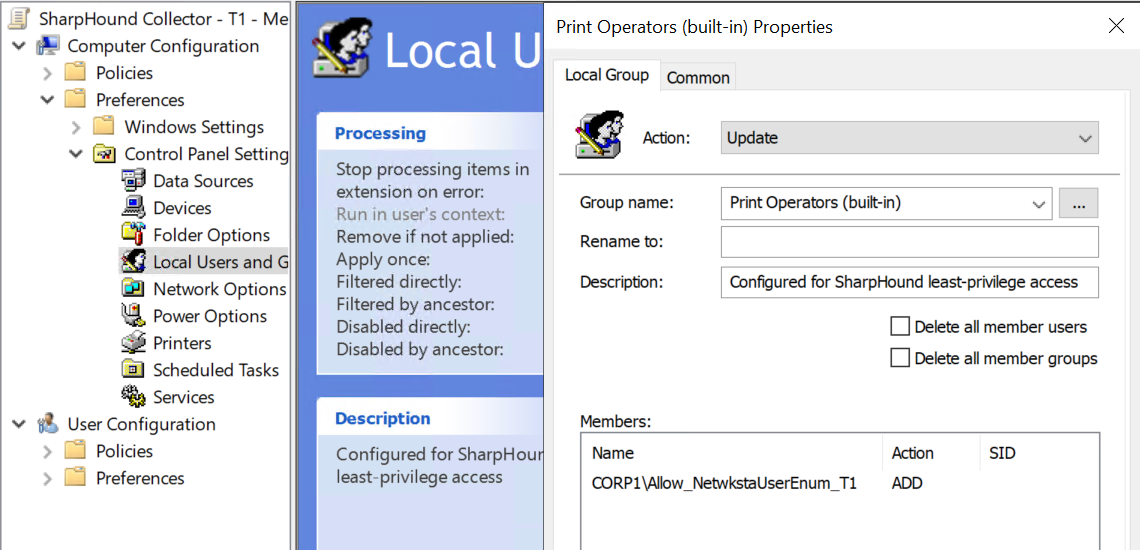 SharpHound Collector - T1 - Me
Computer Configuration
Policies
Preferences
Windows Settings
Control Panel Setting
Data Sources
Devices
Folder Options
Local Users and G
Network Options
Power Options
Printers
Scheduled Tasks
Services
User Configuration
Policies
Preferences
Local U
Processing
Stop processing items in
extension on error:
Run in user's context:
Remove if not applied:
Apply once:
Filtered directly:
Filtered by ancestor:
Disabled directly:
Disabled by ancestor:
Description
Configured for SharpHoun
least-privilege access
Print Operators (built-in) Properties
Local Group Common
Action: Update
Group name: Print Operators (built-in) ...
Rename to:
Description: Configured for SharpHound least-privilege access
Delete all member users
Delete all member groups
Members:
Name Action SID
CORP1\Allow_NetwkstaUserEnum_T1 ADD